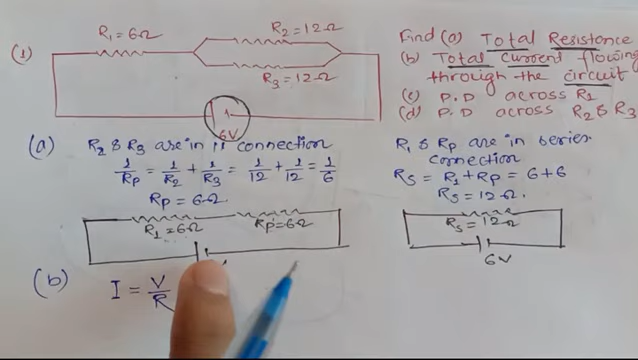 (1)
R₁=6Ω
R₂=12Ω
R₃=12Ω
6V
Find (a) Total Resistance
(b) Total Current flowing
through the circuit
(c) P.D across R₁
(d) P.D across R₂ & R₃
(a) R₂ & R₃ are in || connection
1/Rp = 1/R₂ + 1/R₃ = 1/12 + 1/12 = 1/6
Rp = 6Ω.
R₁=6Ω
Rp=6Ω
R₁ & Rp are in series
connection
Rs = R₁+Rp = 6+6
Rs = 12Ω.
Rs=12Ω
6V
(b) I = V/R